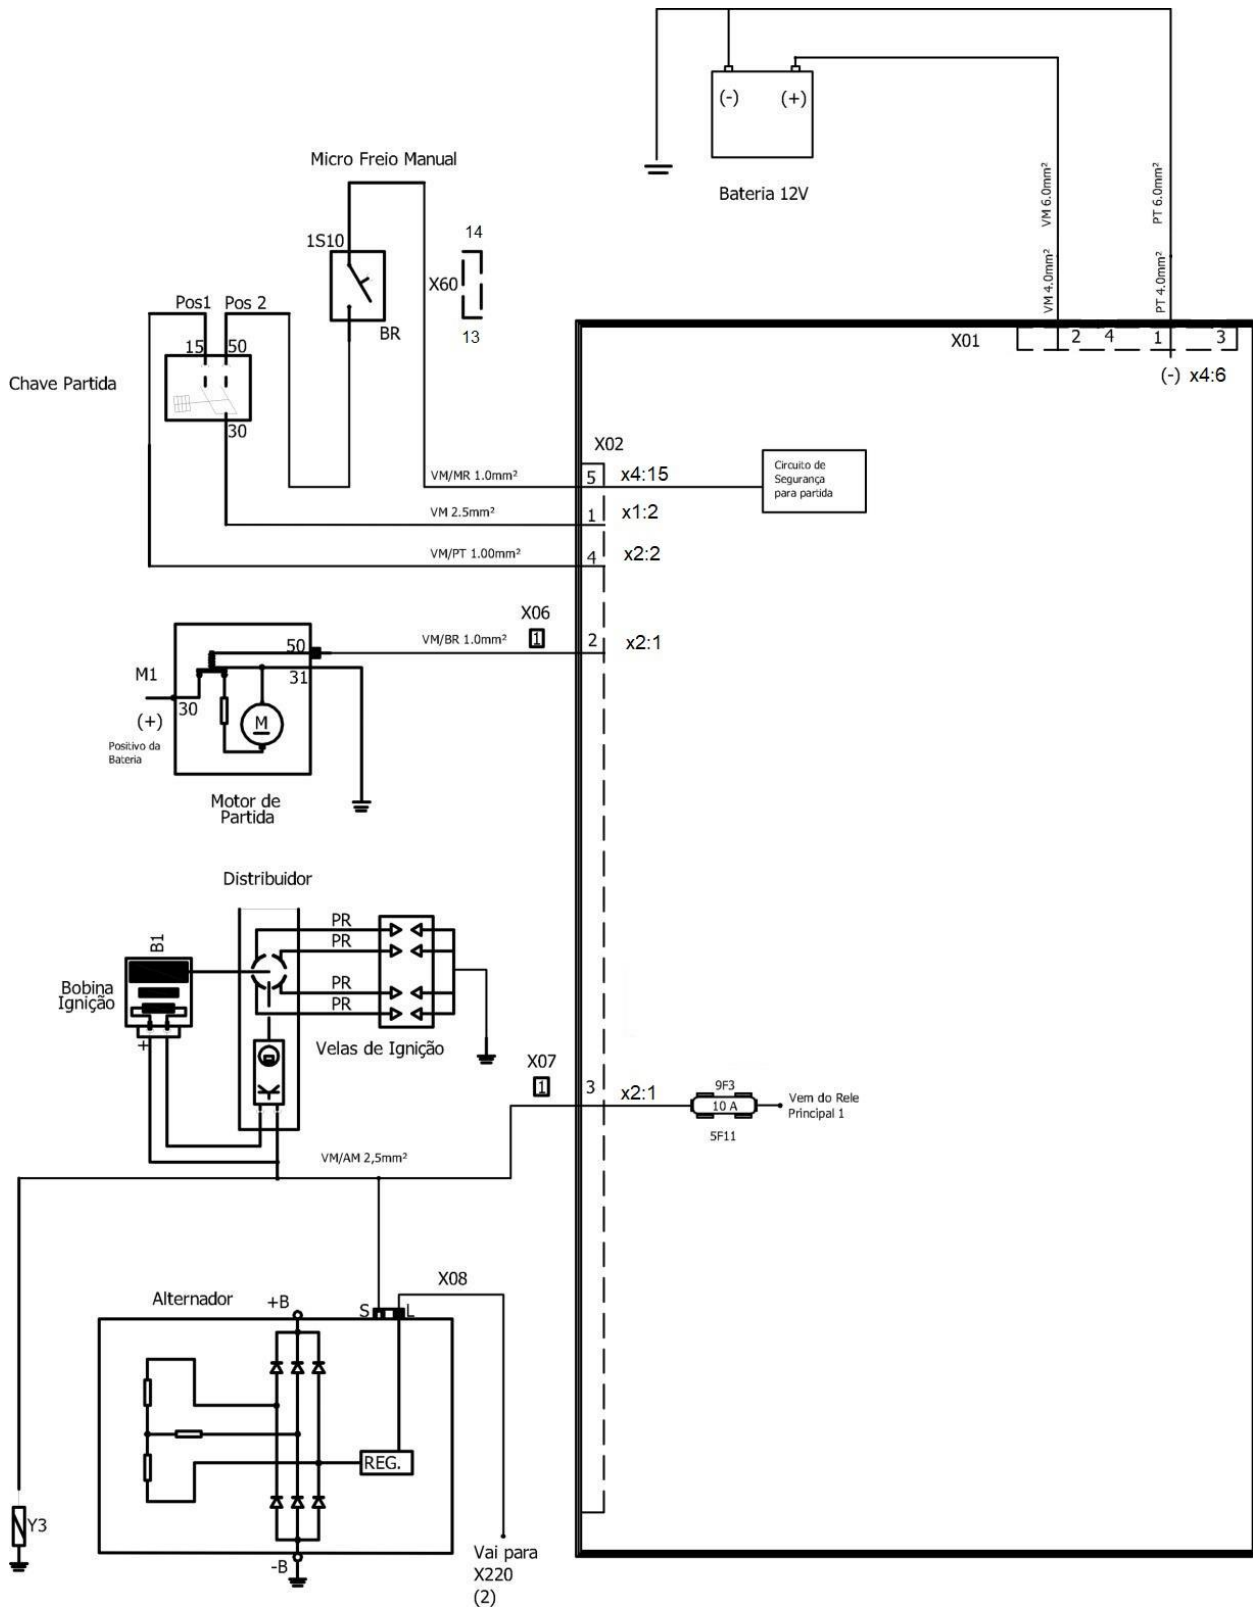 (-)
(+)
Bateria 12V
VM 6.0mm²
PT 6.0mm²
VM 4.0mm²
PT 4.0mm²
Micro Freio Manual
1S10
BR
14
X60
13
Pos1
Pos 2
15
50
30
Chave Partida
X01
2
4
1
3
(-)
x4:6
X02
VM/MR 1.0mm²
5
x4:15
Circuito de
Segurança
para partida
VM 2.5mm²
1
x1:2
VM/PT 1.00mm²
4
x2:2
X06
1
VM/BR 1.0mm²
2
x2:1
50
31
M1
30
(+)
M
Positivo da
Bateria
Motor de
Partida
Distribuidor
B1
Bobina
Ignição
+
PR
PR
PR
PR
Velas de Ignição
X07
1
3
x2:1
9F3
10 A
5F11
Vem do Rele
Principal 1
VM/AM 2,5mm²
X08
Alternador
+B
S
L
REG.
-B
Y3
Vai para
X220
(2)